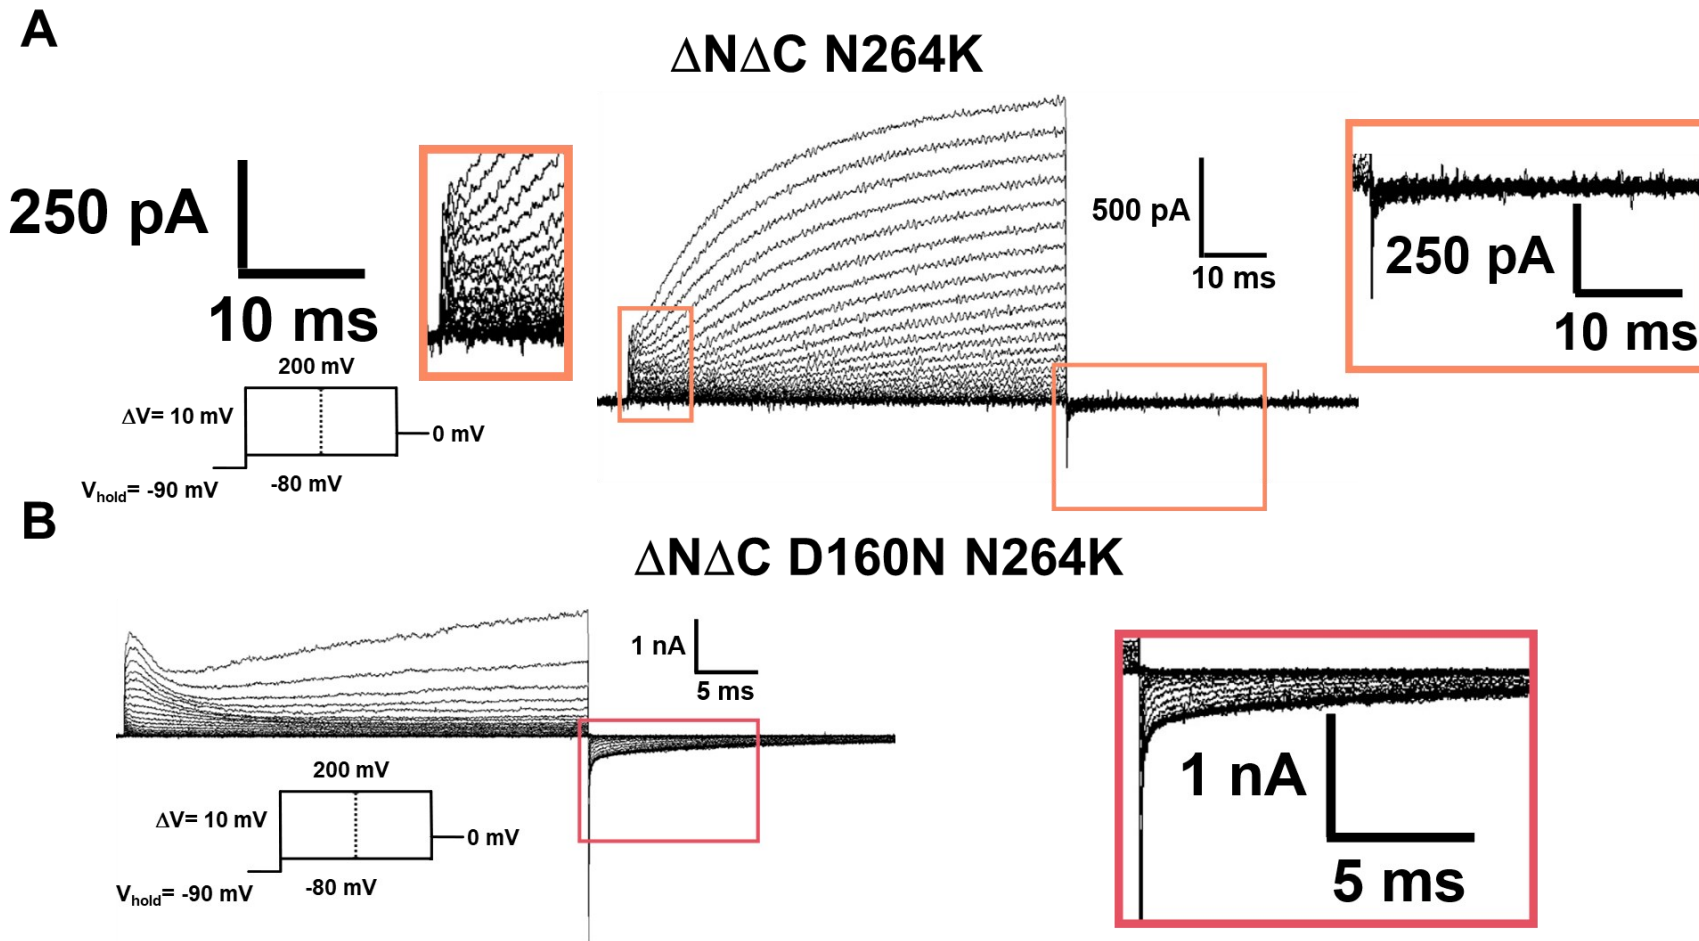 A
ΔNΔC N264K
250 pA
10 ms
500 pA
10 ms
250 pA
10 ms
200 mV
ΔV= 10 mV
0 mV
Vhold= -90 mV
-80 mV
B
ΔNΔC D160N N264K
1 nA
5 ms
1 nA
5 ms
200 mV
ΔV= 10 mV
0 mV
Vhold= -90 mV
-80 mV